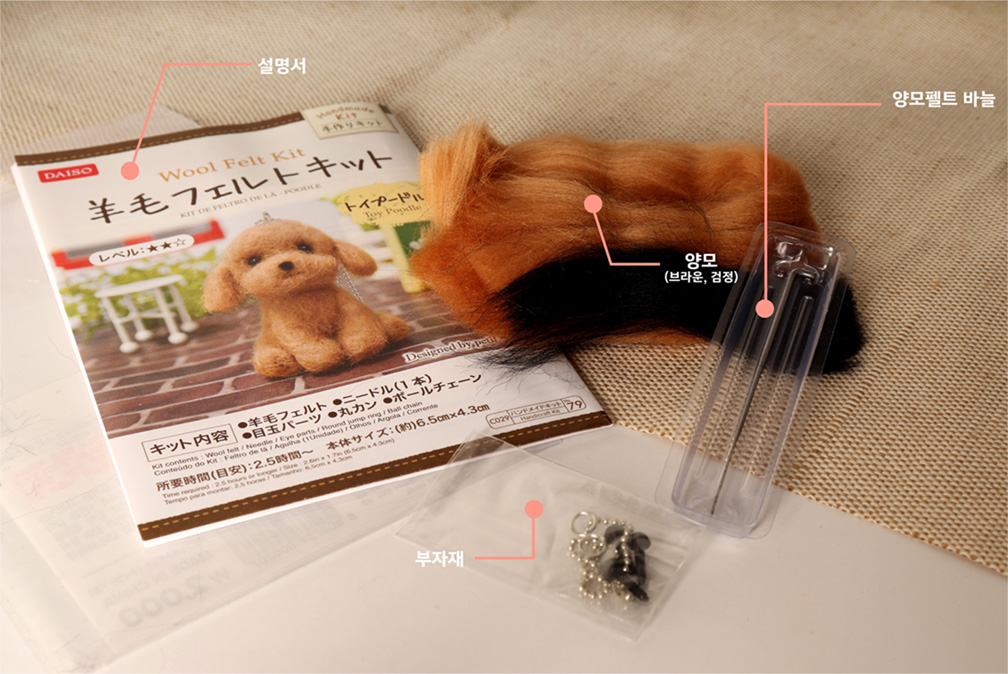 설명서
양모펠트 바늘
양모
(브라운, 검정)
부자재
Handmade
Kit
手作りキット
DAISO
Wool Felt Kit
羊毛フェルトキット
KIT DE FELTRO DE LÃ : POODLE
トイプードル
Toy Poodle
レベル:★★☆
Designed by peti
キット内容
●羊毛フェルト ●ニードル(1本)
●目玉パーツ ●丸カン ●ボールチェーン
Kit contents : Wool felt / Needle / Eye parts / Round jump ring / Ball chain
Conteúdo do Kit : Feltro de lã / Agulha (1Unidade) / Olhos / Argola / Corrente
所要時間(目安):2.5時間~ 本体サイズ:(約)6.5cm×4.3cm
Time required : 2.5 hours or longer / Size : 2.6in x 1.7in (6.5cm x 4.3cm)
Tempo para montar: 2,5 horas / Tamanho: 6,5cm x 4,3cm
C029 ハンドメイドキット No. 79
Handicraft Kit